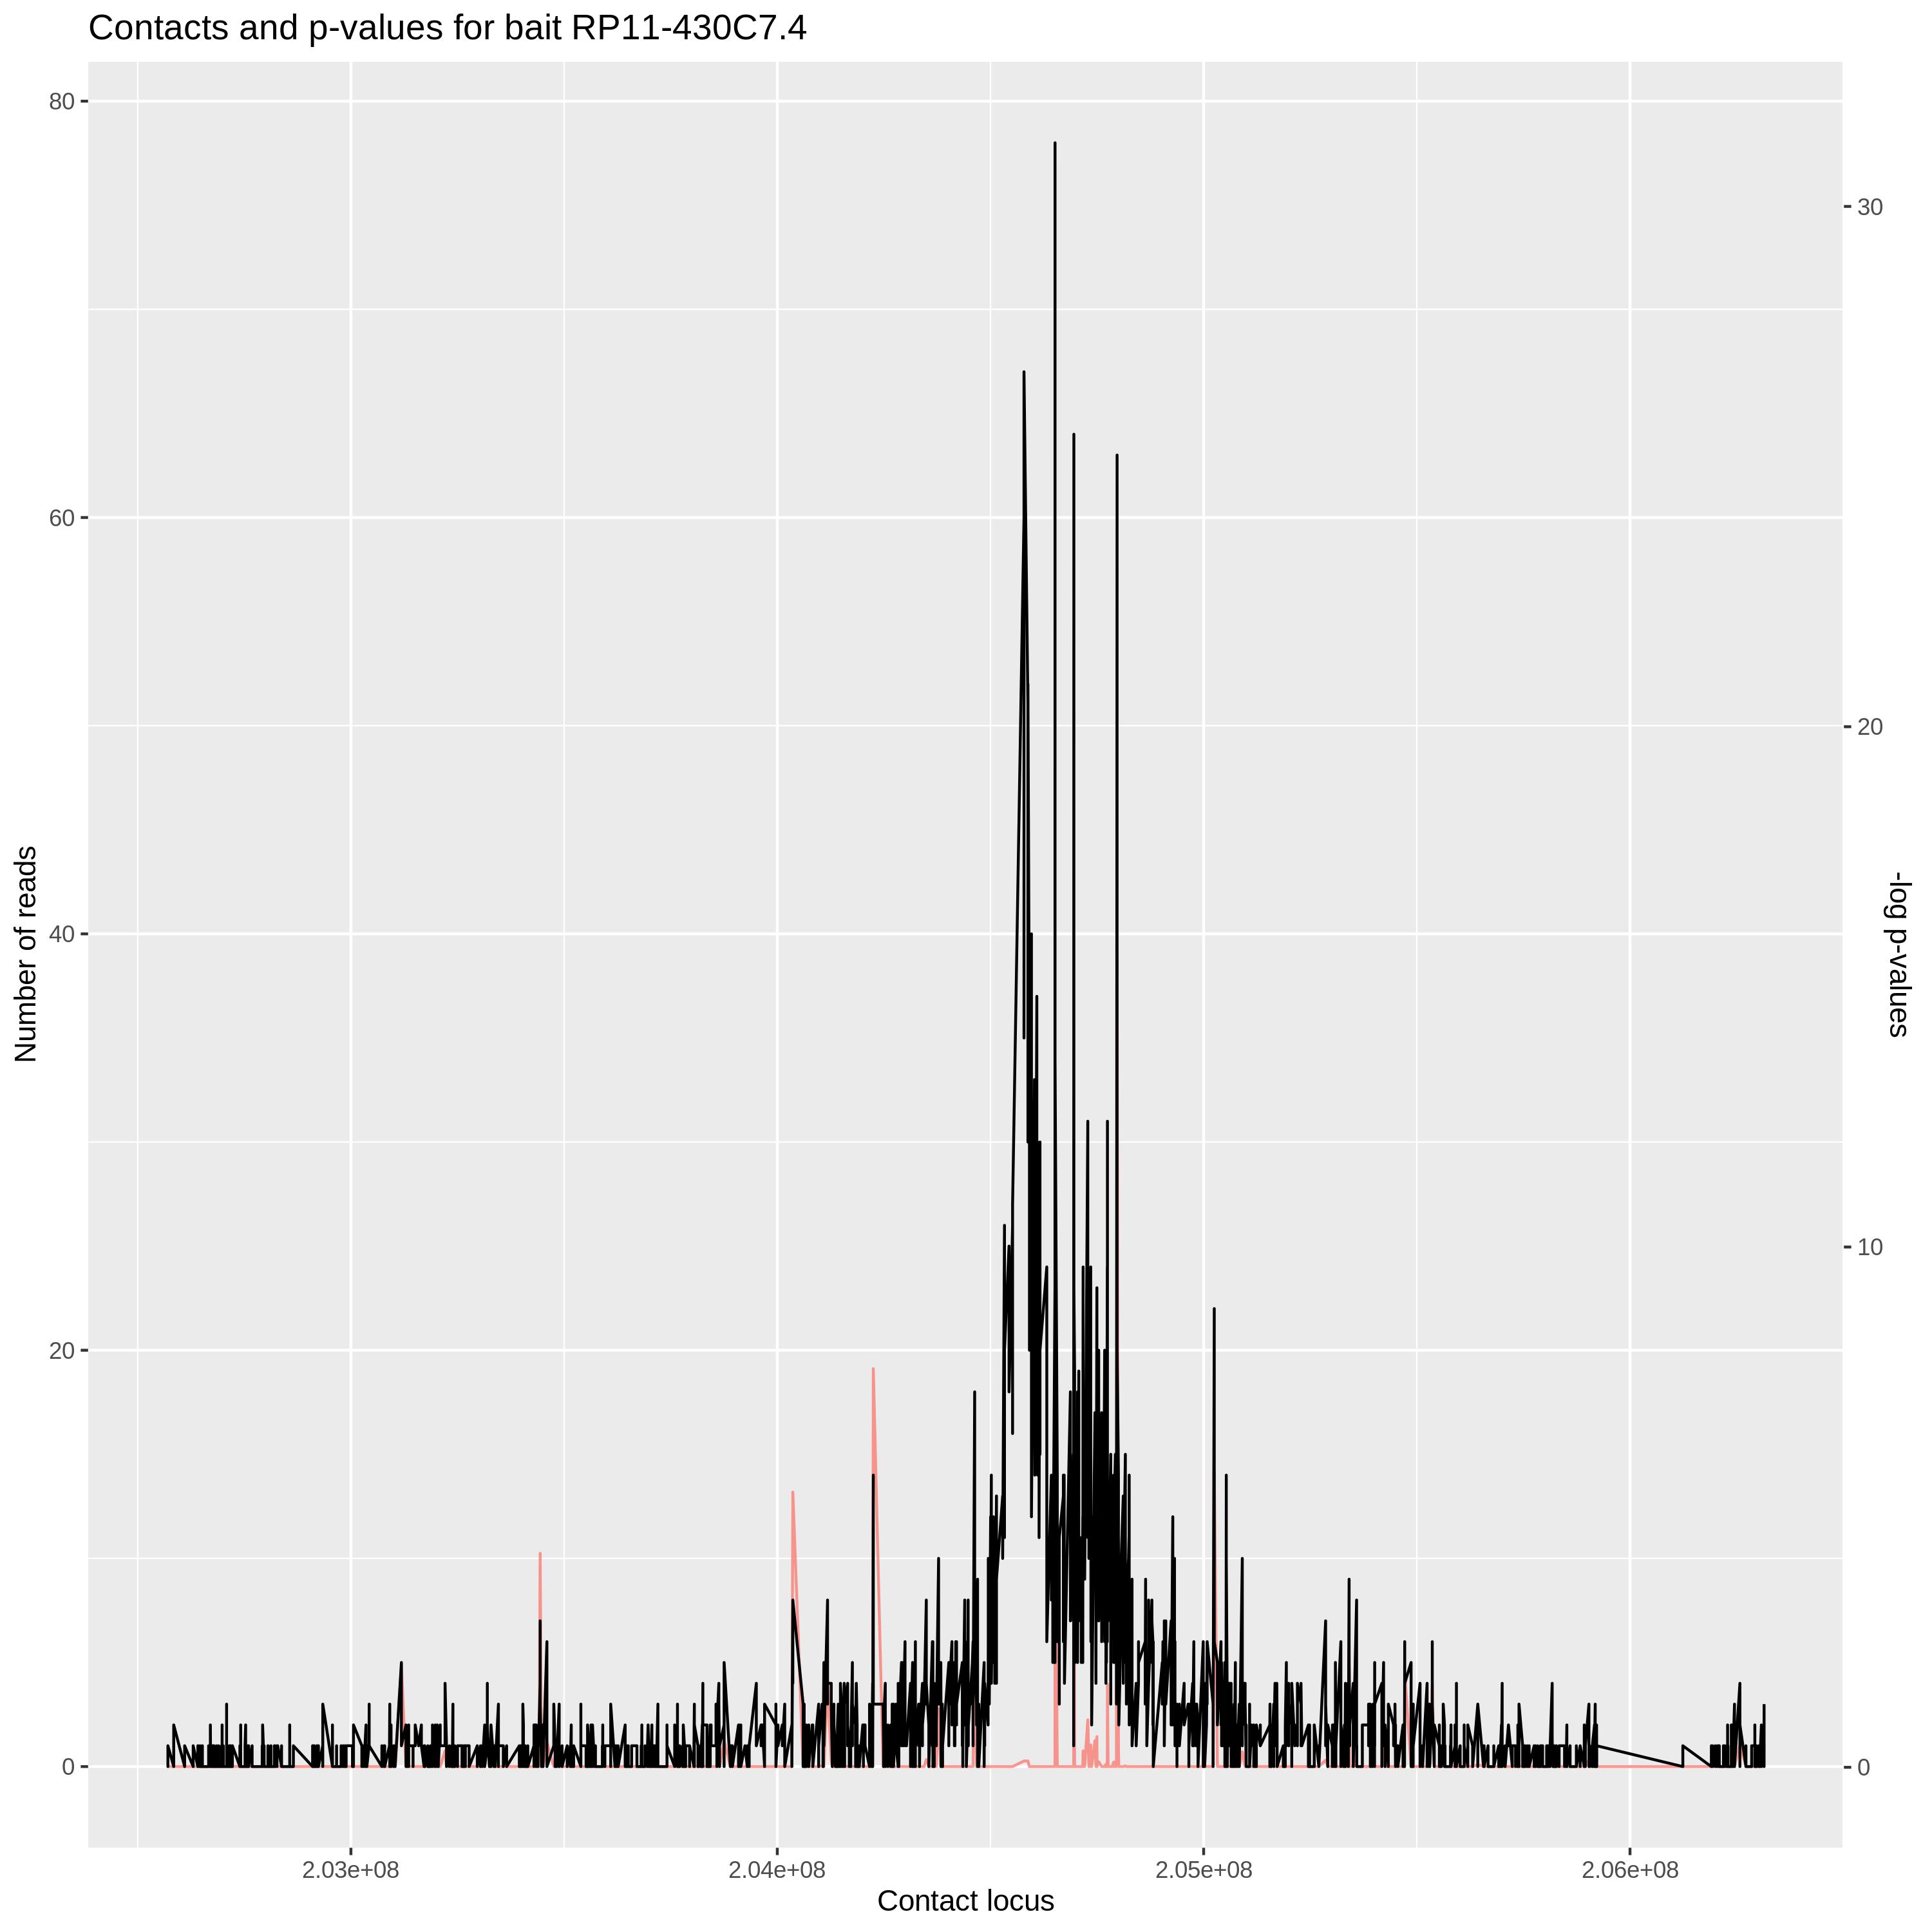 Contacts and p-values for bait RP11-430C7.4
80
60
40
20
0
Number of reads
30
20
10
0
-log p-values
2.03e+08 2.04e+08 2.05e+08 2.06e+08
Contact locus